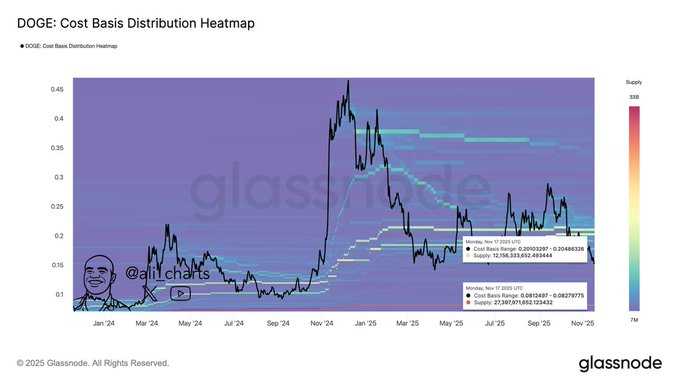 DOGE: Cost Basis Distribution Heatmap
● DOGE: Cost Basis Distribution Heatmap
Supply
33B
0.45
0.4
0.35
0.3
0.25
0.2
0.15
0.1
7M
glassnode
@ali_charts
Monday, Nov 17 2025 UTC
● Cost Basis Range: 0.20103297 - 0.20486326
● Supply: 12,156,333,652.493444
Monday, Nov 17 2025 UTC
● Cost Basis Range: 0.0812497 - 0.08279775
● Supply: 27,397,971,652.123432
Jan '24 Mar '24 May '24 Jul '24 Sep '24 Nov '24 Jan '25 Mar '25 May '25 Jul '25 Sep '25 Nov '25
© 2025 Glassnode. All Rights Reserved.
glassnode